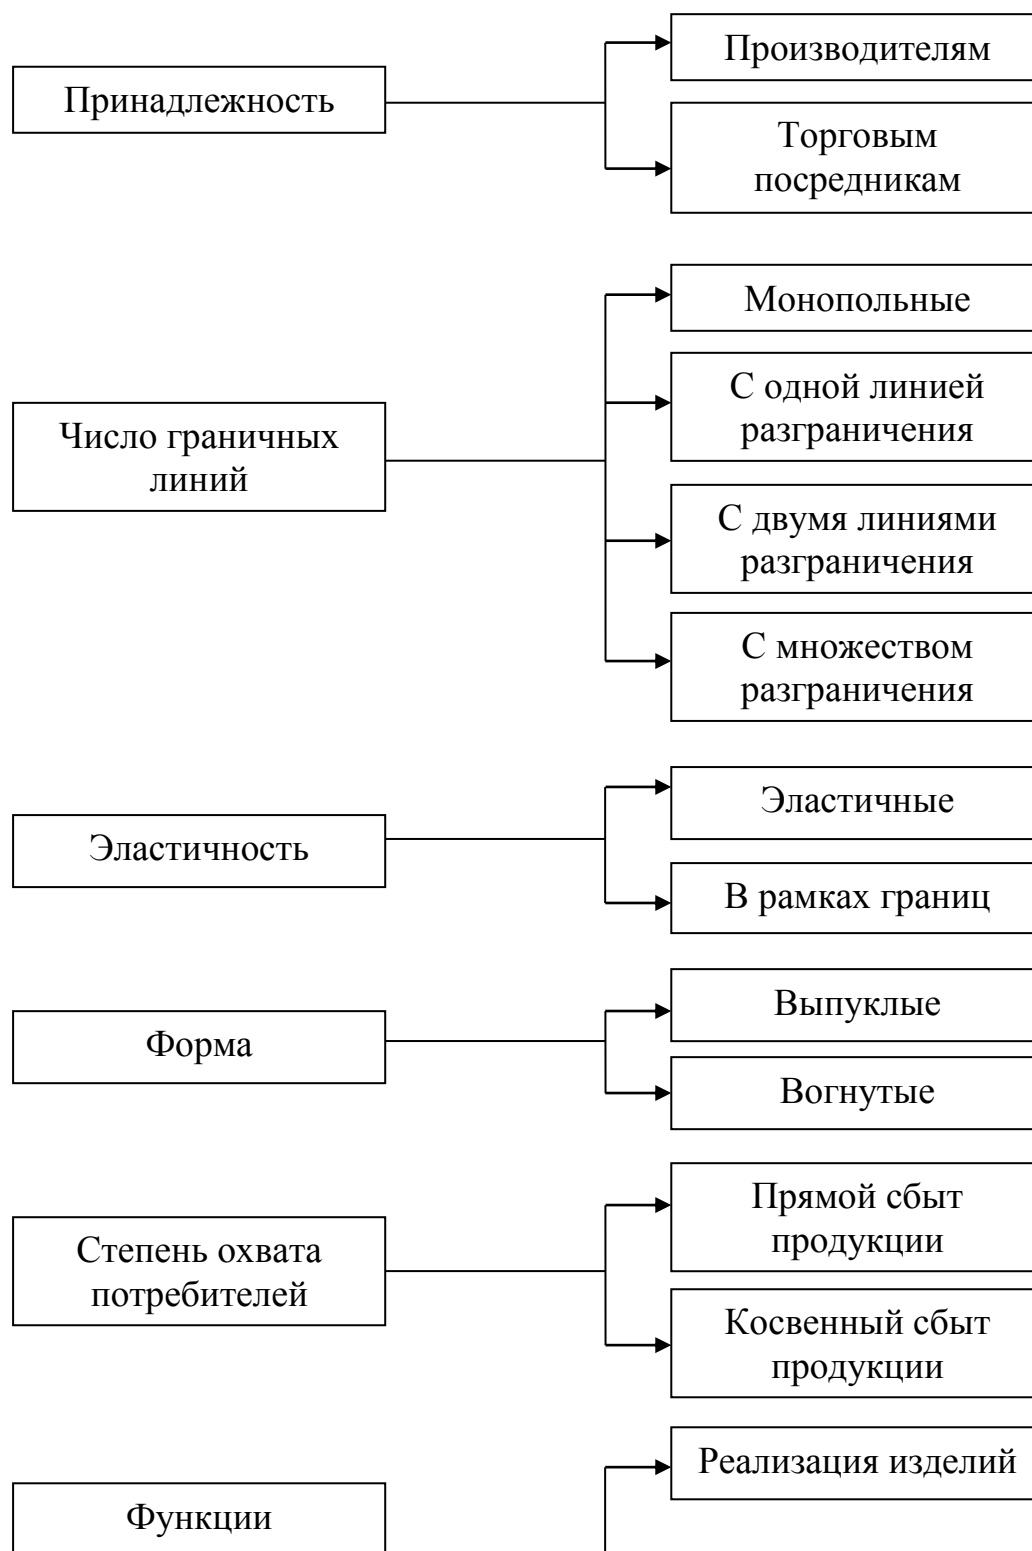 Принадлежность
Производителям
Торговым
посредникам
Число граничных
линий
Монопольные
С одной линией
разграничения
С двумя линиями
разграничения
С множеством
разграничения
Эластичность
Эластичные
В рамках границ
Форма
Выпуклые
Вогнутые
Степень охвата
потребителей
Прямой сбыт
продукции
Косвенный сбыт
продукции
Функции
Реализация изделий